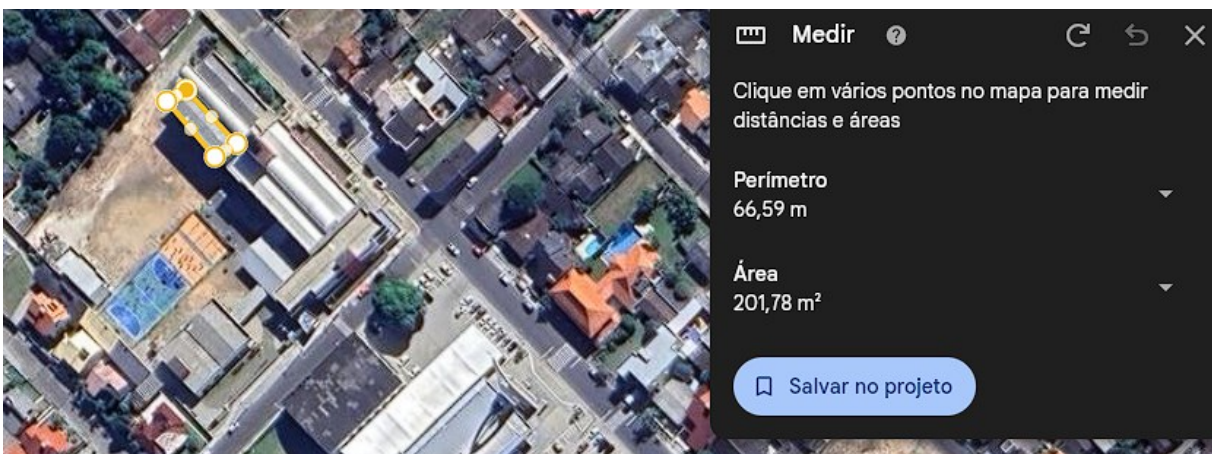 Medir
Clique em vários pontos no mapa para medir
distâncias e áreas
Perímetro
66,59 m
Área
201,78 m²
Salvar no projeto